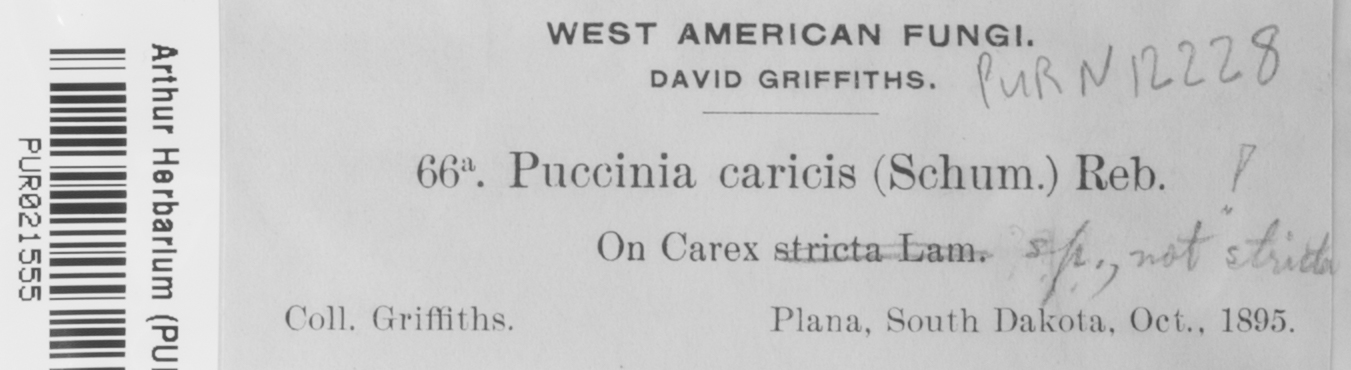 WEST AMERICAN FUNGI.
DAVID GRIFFITHS. PUR N 12228
66a. Puccinia caricis (Schum.) Reb. P
On Carex stricta Lam. sp., not "stricta
Coll. Griffiths. Plana, South Dakota, Oct., 1895.
Arthur Herbarium (PU
PUR021555